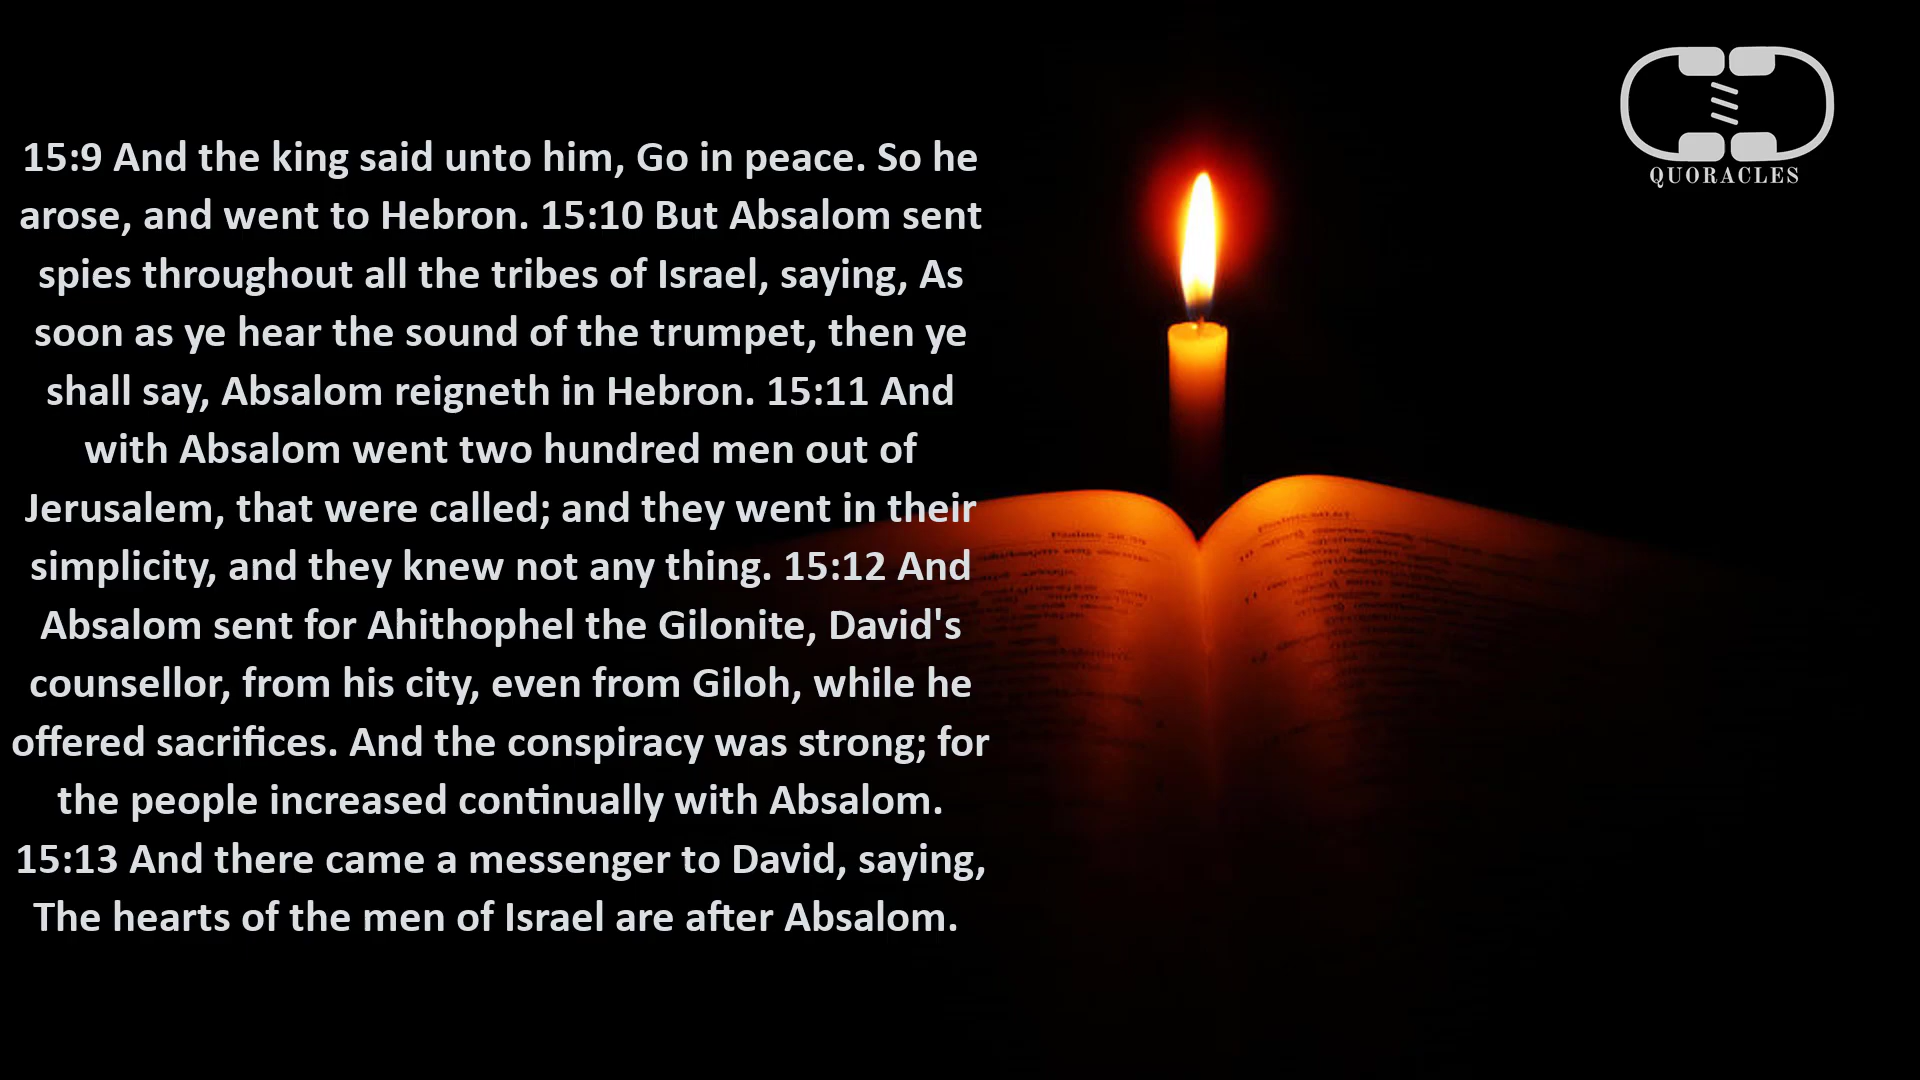 15:9 And the king said unto him, Go in peace. So he
arose, and went to Hebron. 15:10 But Absalom sent
spies throughout all the tribes of Israel, saying, As
soon as ye hear the sound of the trumpet, then ye
shall say, Absalom reigneth in Hebron. 15:11 And
with Absalom went two hundred men out of
Jerusalem, that were called; and they went in their
simplicity, and they knew not any thing. 15:12 And
Absalom sent for Ahithophel the Gilonite, David's
counsellor, from his city, even from Giloh, while he
offered sacrifices. And the conspiracy was strong; for
the people increased continually with Absalom.
15:13 And there came a messenger to David, saying,
The hearts of the men of Israel are after Absalom.
QUORACLES